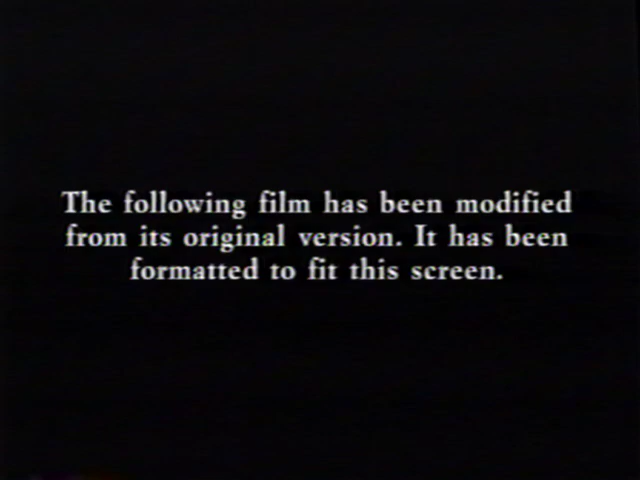 The following film has been modified
from its original version. It has been
formatted to fit this screen.